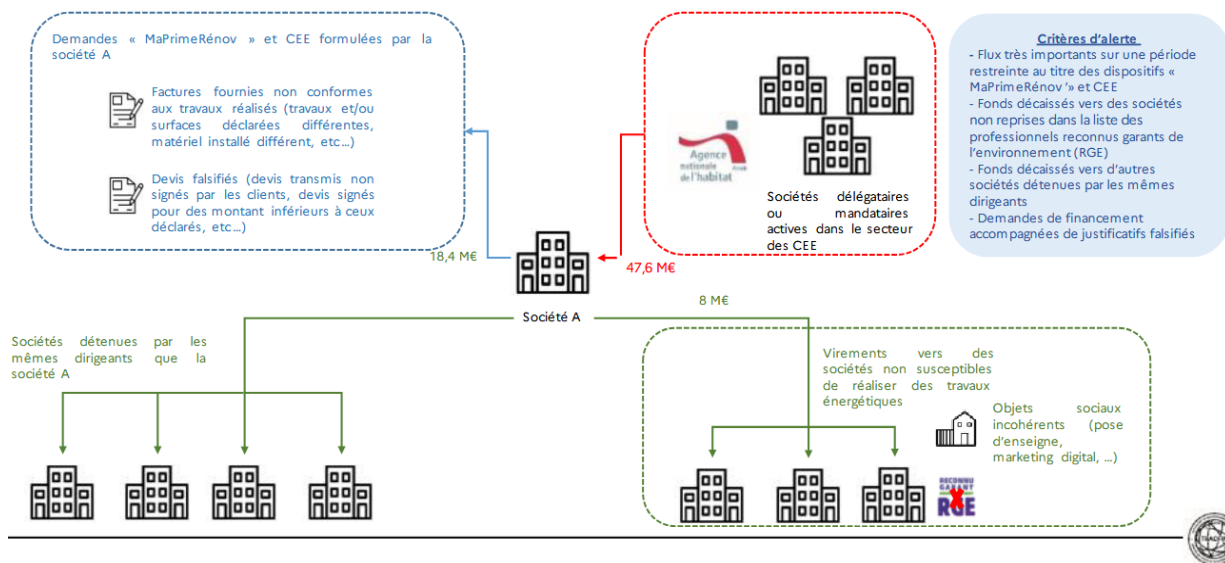 Demandes « MaPrimeRénov » et CEE formulées par la
société A
Factures fournies non conformes
aux travaux réalisés (travaux et/ou
surfaces déclarées différentes,
matériel installé différent, etc…)
Devis falsifiés (devis transmis non
signés par les clients, devis signés
pour des montant inférieurs à ceux
déclarés, etc…)
18,4 M€
Agence
nationale
de l'habitat
Anah
Sociétés délégataires
ou mandataires
actives dans le secteur
des CEE
47,6 M€
Critères d'alerte
- Flux très importants sur une période
restreinte au titre des dispositifs «
MaPrimeRénov '» et CEE
- Fonds décaissés vers des sociétés
non reprises dans la liste des
professionnels reconnus garants de
l'environnement (RGE)
- Fonds décaissés vers d'autres
sociétés détenues par les mêmes
dirigeants
- Demandes de financement
accompagnées de justificatifs falsifiés
Société A
8 M€
Sociétés détenues par les
mêmes dirigeants que la
société A
Virements vers des
sociétés non susceptibles
de réaliser des travaux
énergétiques
Objets sociaux
incohérents (pose
d'enseigne,
marketing digital, …)
RECONNU
GARANT
RGE
TRACFIN